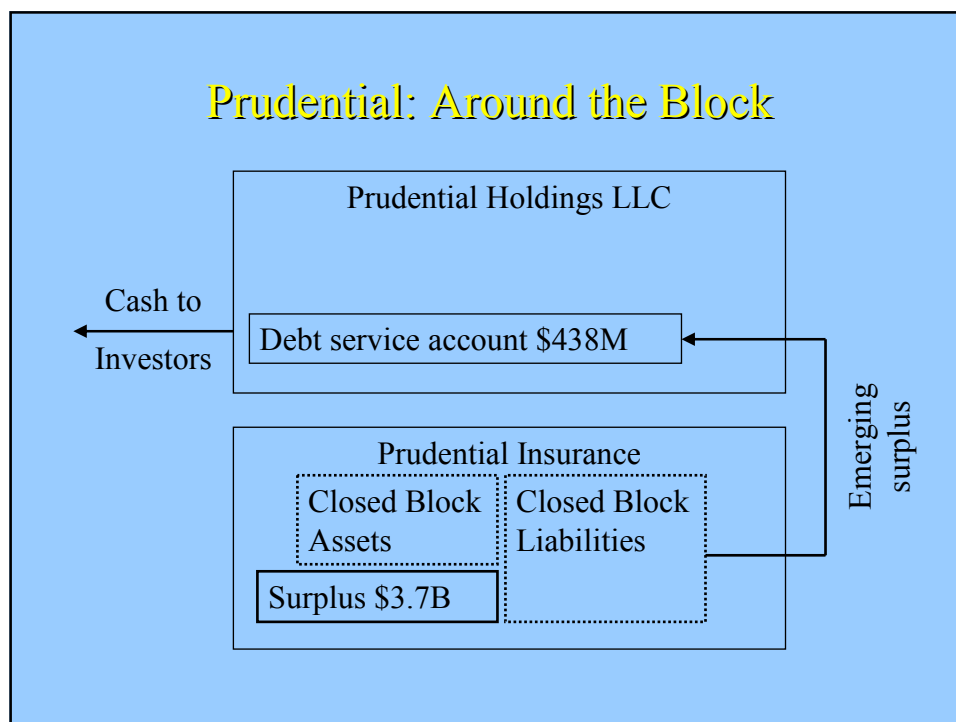 Prudential: Around the Block
Prudential Holdings LLC
Cash to
Investors
Debt service account $438M
Emerging
surplus
Prudential Insurance
Closed Block
Assets
Closed Block
Liabilities
Surplus $3.7B